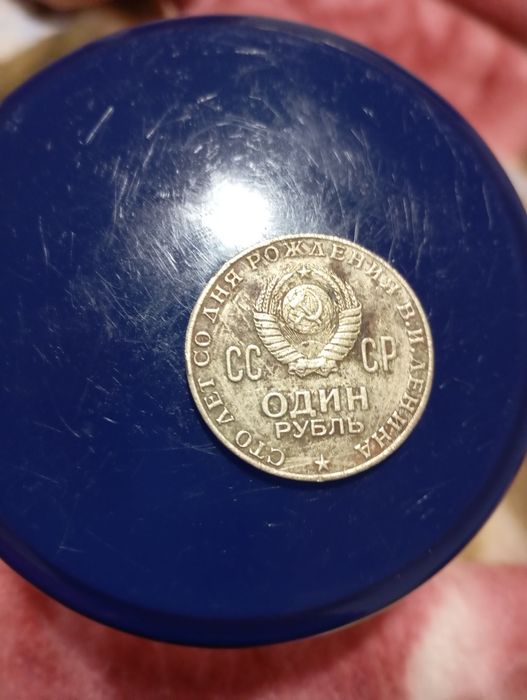 СТО ЛЕТ СО ДНЯ РОЖДЕНИЯ В.И.ЛЕНИНА
СС СР
ОДИН
РУБЛЬ